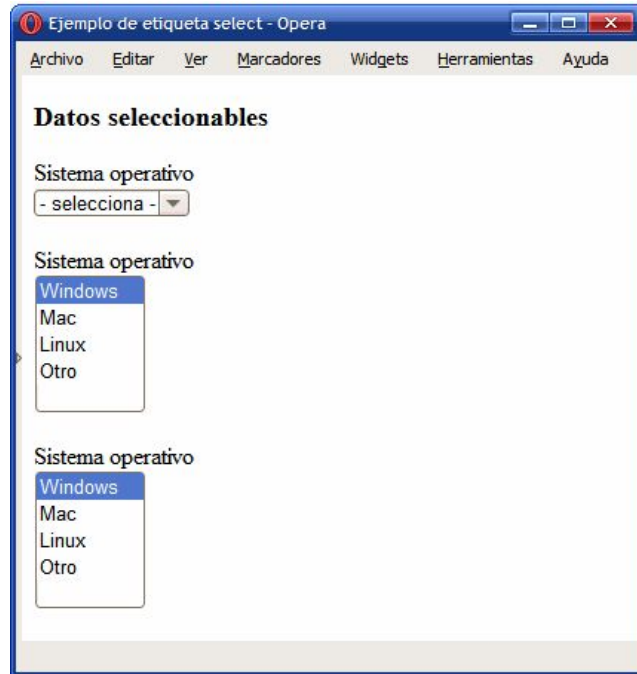 Ejemplo de etiqueta select - Opera
Archivo Editar Ver Marcadores Widgets Herramientas Ayuda
Datos seleccionables
Sistema operativo
- selecciona -
Sistema operativo
Windows
Mac
Linux
Otro
Sistema operativo
Windows
Mac
Linux
Otro